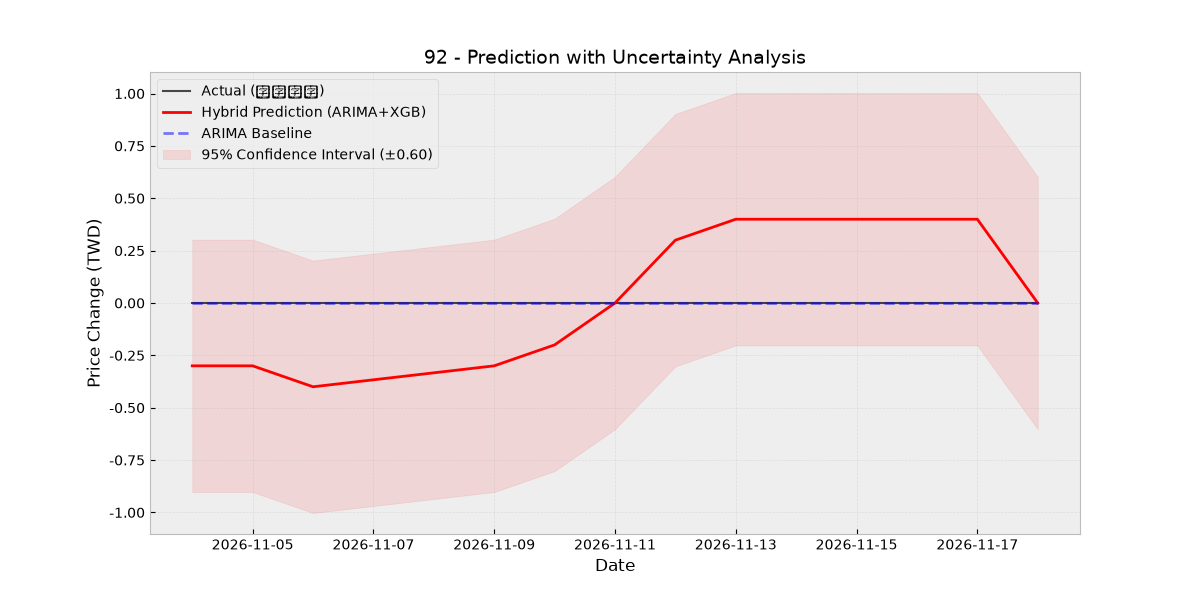 92 - Prediction with Uncertainty Analysis
Actual ()
Hybrid Prediction (ARIMA+XGB)
ARIMA Baseline
95% Confidence Interval (±0.60)
Price Change (TWD)
1.00
0.75
0.50
0.25
0.00
-0.25
-0.50
-0.75
-1.00
2026-11-05
2026-11-07
2026-11-09
2026-11-11
2026-11-13
2026-11-15
2026-11-17
Date